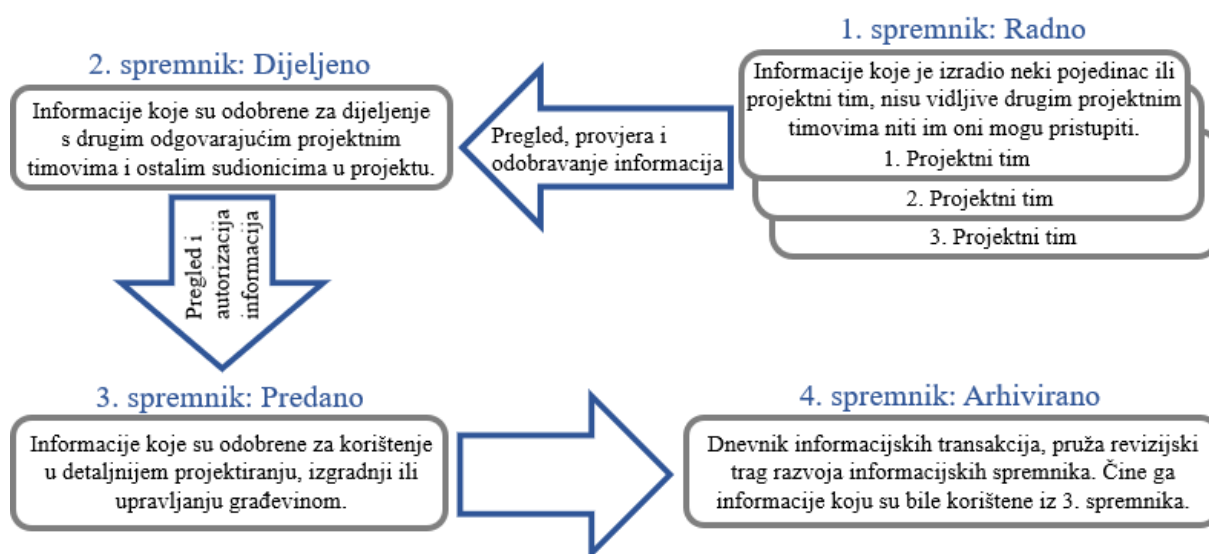 1. spremnik: Radno
Informacije koje je izradio neki pojedinac ili
projektni tim, nisu vidljive drugim projektnim
timovima niti im oni mogu pristupiti.
1. Projektni tim
2. Projektni tim
3. Projektni tim
Pregled, provjera i
odobravanje informacija
2. spremnik: Dijeljeno
Informacije koje su odobrene za dijeljenje
s drugim odgovarajućim projektnim
timovima i ostalim sudionicima u projektu.
Pregled i
autorizacija
informacija
3. spremnik: Predano
Informacije koje su odobrene za korištenje
u detaljnijem projektiranju, izgradnji ili
upravljanju građevinom.
4. spremnik: Arhivirano
Dnevnik informacijskih transakcija, pruža revizijski
trag razvoja informacijskih spremnika. Čine ga
informacije koju su bile korištene iz 3. spremnika.